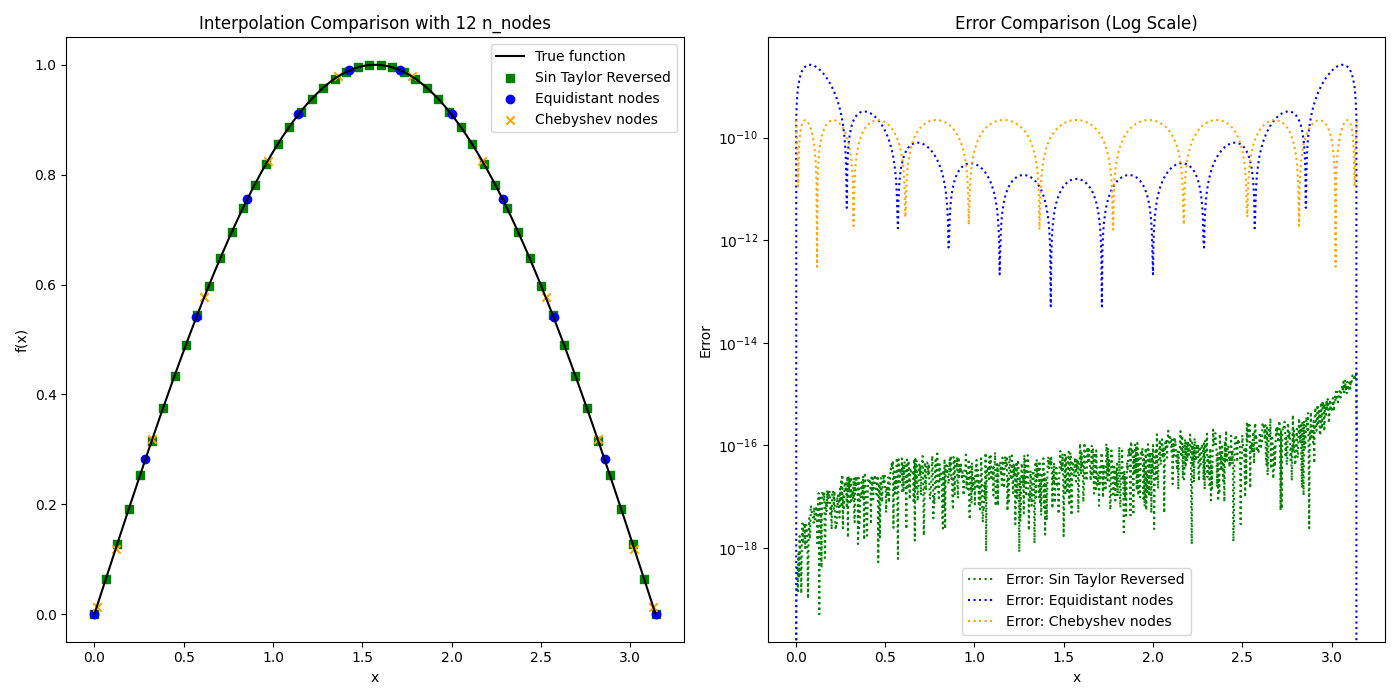 Interpolation Comparison with 12 n_nodes
True function
Sin Taylor Reversed
Equidistant nodes
Chebyshev nodes
1.0
0.8
0.6
0.4
0.2
0.0
f(x)
0.0 0.5 1.0 1.5 2.0 2.5 3.0
x
Error Comparison (Log Scale)
10⁻¹⁰
10⁻¹²
10⁻¹⁴
10⁻¹⁶
10⁻¹⁸
Error
Error: Sin Taylor Reversed
Error: Equidistant nodes
Error: Chebyshev nodes
0.0 0.5 1.0 1.5 2.0 2.5 3.0
x